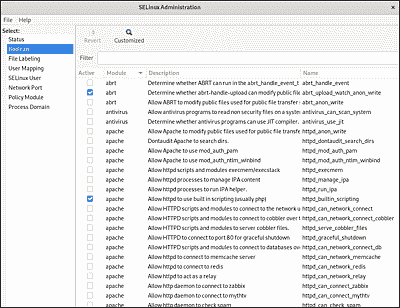 SELinux Administration
File Help
Select:
Status
Boolean
File Labeling
User Mapping
SELinux User
Network Port
Policy Module
Process Domain
Revert Customized
Filter
Active Module Description Name
abrt Determine whether ABRT can run in the abrt_handle_event_t abrt_handle_event
abrt Determine whether abrt-handle-upload can modify public file abrt_upload_watch_anon_write
abrt Allow ABRT to modify public files used for public file transfer abrt_anon_write
antivirus Allow antivirus programs to read non security files on a system antivirus_can_scan_system
antivirus Determine whether antivirus programs can use JIT compiler. antivirus_use_jit
apache Allow Apache to modify public files used for public file transfer httpd_anon_write
apache Dontaudit Apache to search dirs. httpd_dontaudit_search_dirs
apache Allow Apache to use mod_auth_pam httpd_mod_auth_pam
apache Allow Apache to use mod_auth_ntlm_winbind httpd_mod_auth_ntlm_winbind
apache Allow httpd scripts and modules execmem/execstack httpd_execmem
apache Allow httpd processes to manage IPA content httpd_manage_ipa
apache Allow httpd processes to run IPA helper. httpd_run_ipa
apache Allow httpd to use built in scripting (usually php) httpd_builtin_scripting
apache Allow HTTPD scripts and modules to connect to the network u httpd_can_network_connect
apache Allow HTTPD scripts and modules to connect to cobbler over t httpd_can_network_connect_cobbler
apache Allow HTTPD scripts and modules to server cobbler files. httpd_serve_cobbler_files
apache Allow HTTPD to connect to port 80 for graceful shutdown httpd_graceful_shutdown
apache Allow HTTPD scripts and modules to connect to databases ov httpd_can_network_connect_db
apache Allow httpd to connect to memcache server httpd_can_network_memcache
apache Allow httpd to connect to redis httpd_can_network_redis
apache Allow httpd to act as a relay httpd_can_network_relay
apache Allow http daemon to connect to zabbix httpd_can_connect_zabbix
apache Allow http daemon to connect to mythtv httpd_can_connect_mythtv
apache Allow http daemon to check spam httpd_can_check_spam